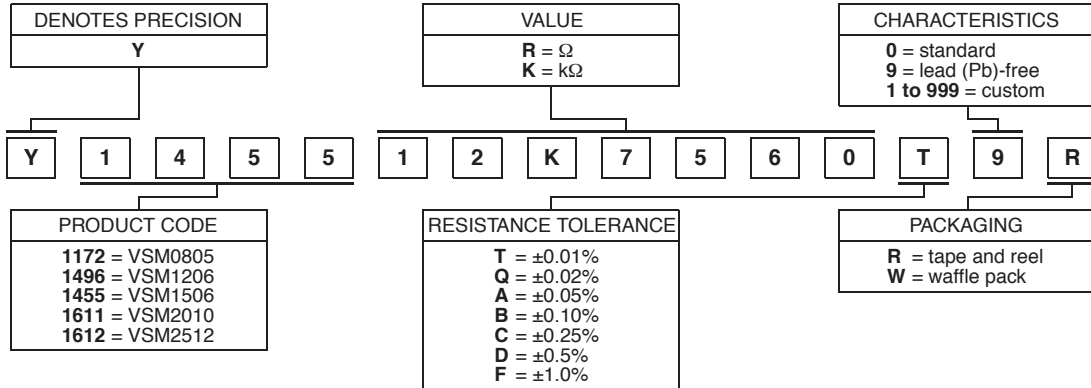 DENOTES PRECISION
Y
VALUE
R = Ω
K = kΩ
CHARACTERISTICS
0 = standard
9 = lead (Pb)-free
1 to 999 = custom
Y 1 4 5 5 1 2 K 7 5 6 0 T 9 R
PRODUCT CODE
1172 = VSM0805
1496 = VSM1206
1455 = VSM1506
1611 = VSM2010
1612 = VSM2512
RESISTANCE TOLERANCE
T = ±0.01%
Q = ±0.02%
A = ±0.05%
B = ±0.10%
C = ±0.25%
D = ±0.5%
F = ±1.0%
PACKAGING
R = tape and reel
W = waffle pack